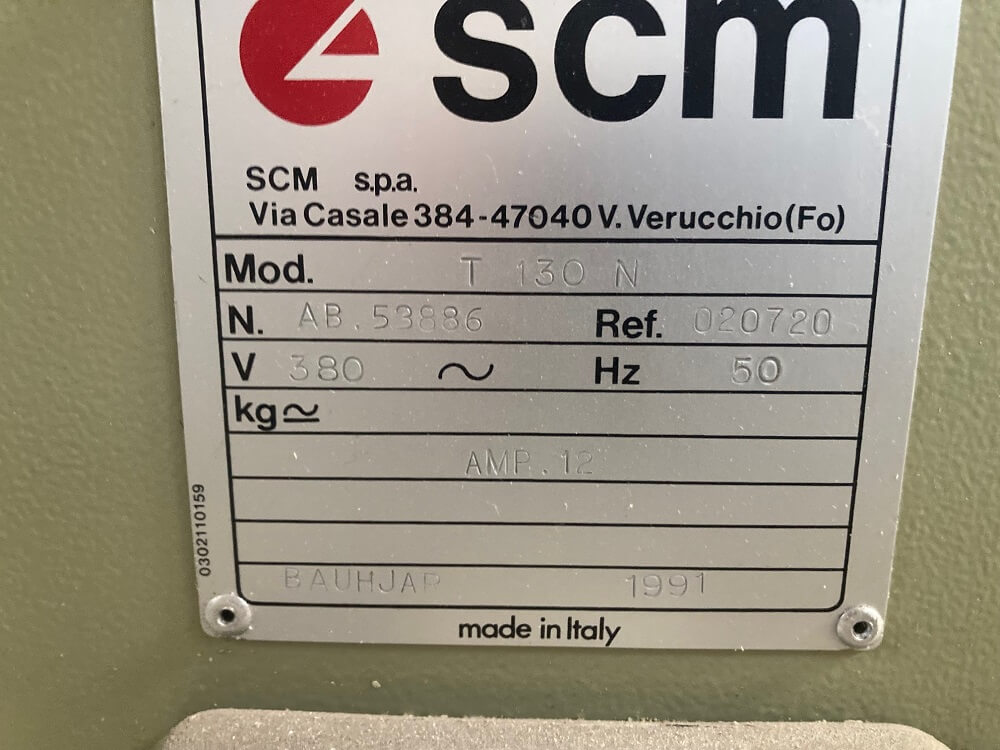 scm
SCM s.p.a.
Via Casale 384-47040 V. Verucchio (Fo)
Mod. T 130 N
N. AB.53886 Ref. 020720
V 380 ~ Hz 50
kg≃
AMP.12
BAUHJAR 1991
0302110159
made in Italy